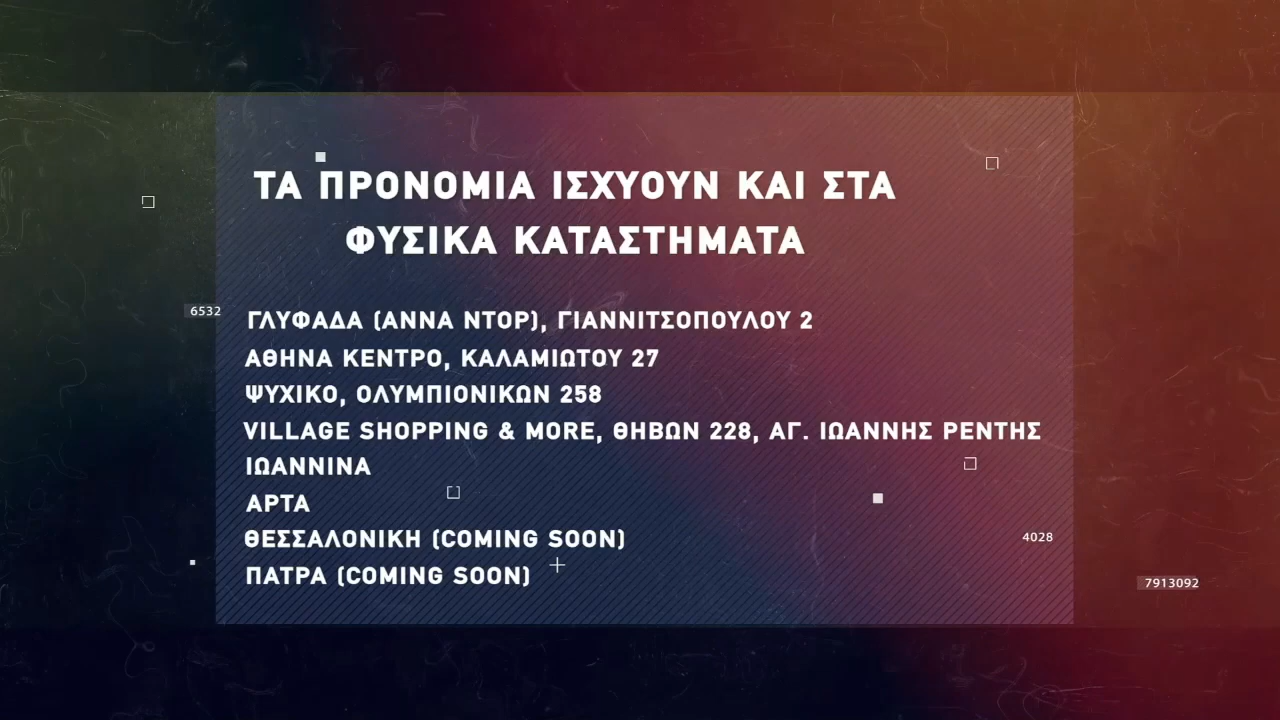 ΤΑ ΠΡΟΝΟΜΙΑ ΙΣΧΥΟΥΝ ΚΑΙ ΣΤΑ
ΦΥΣΙΚΑ ΚΑΤΑΣΤΗΜΑΤΑ
6532
ΓΛΥΦΑΔΑ (ΑΝΝΑ ΝΤΟΡ), ΓΙΑΝΝΙΤΣΟΠΟΥΛΟΥ 2
ΑΘΗΝΑ ΚΕΝΤΡΟ, ΚΑΛΑΜΙΩΤΟΥ 27
ΨΥΧΙΚΟ, ΟΛΥΜΠΙΟΝΙΚΩΝ 258
VILLAGE SHOPPING & MORE, ΘΗΒΩΝ 228, ΑΓ. ΙΩΑΝΝΗΣ ΡΕΝΤΗΣ
ΙΩΑΝΝΙΝΑ
ΑΡΤΑ
ΘΕΣΣΑΛΟΝΙΚΗ (COMING SOON)
4028
ΠΑΤΡΑ (COMING SOON)
7913092